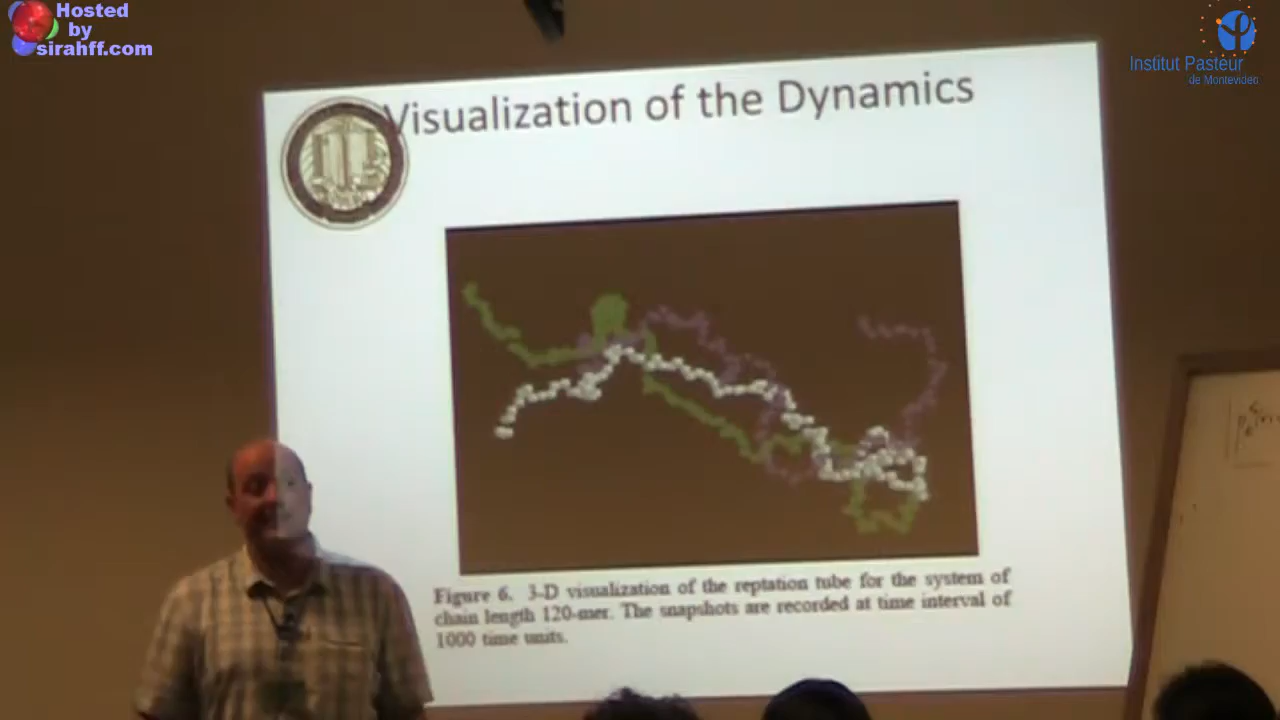 Hosted
by
sirahff.com
Institut Pasteur
de Montevideo
Visualization of the Dynamics
Figure 6. 3-D visualization of the reptation tube for the system of
chain length 120-mer. The snapshots are recorded at time interval of
1000 time units.